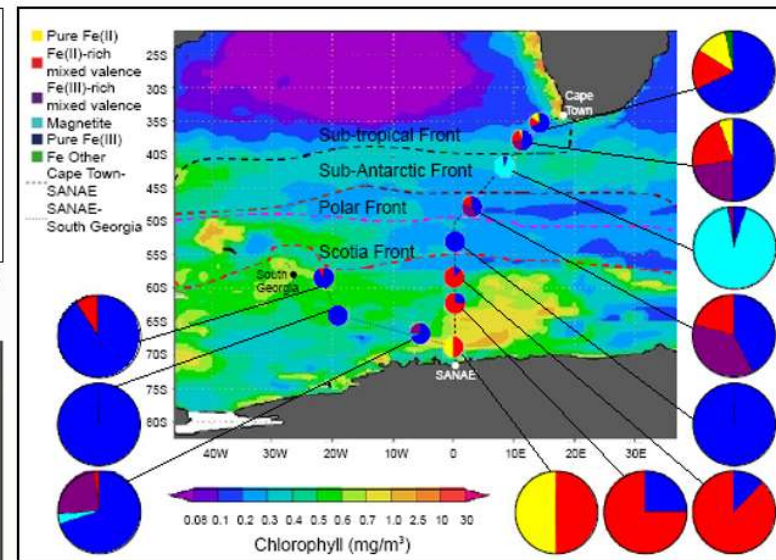 Pure Fe(II)
Fe(II)-rich
mixed valence
Fe(III)-rich
mixed valence
Magnetite
Pure Fe(III)
Fe Other
Cape Town-
SANAE
SANAE-
South Georgia
25S
30S
35S
40S
45S
50S
55S
60S
65S
70S
75S
80S
Cape
Town
Sub-tropical Front
Sub-Antarctic Front
Polar Front
Scotia Front
South
Georgia
SANAE
40W 30W 20W 10W 0 10E 20E 30E
0.08 0.1 0.2 0.3 0.4 0.5 0.6 0.7 1.0 2.5 10 30
Chlorophyll (mg/m³)